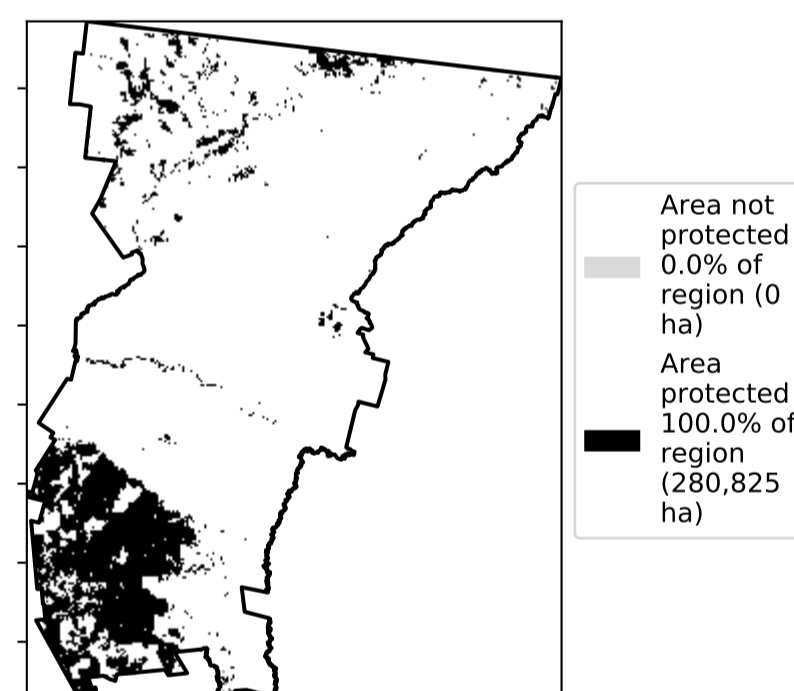 Area not
protected
0.0% of
region (0
ha)
Area
protected
100.0% of
region
(280,825
ha)